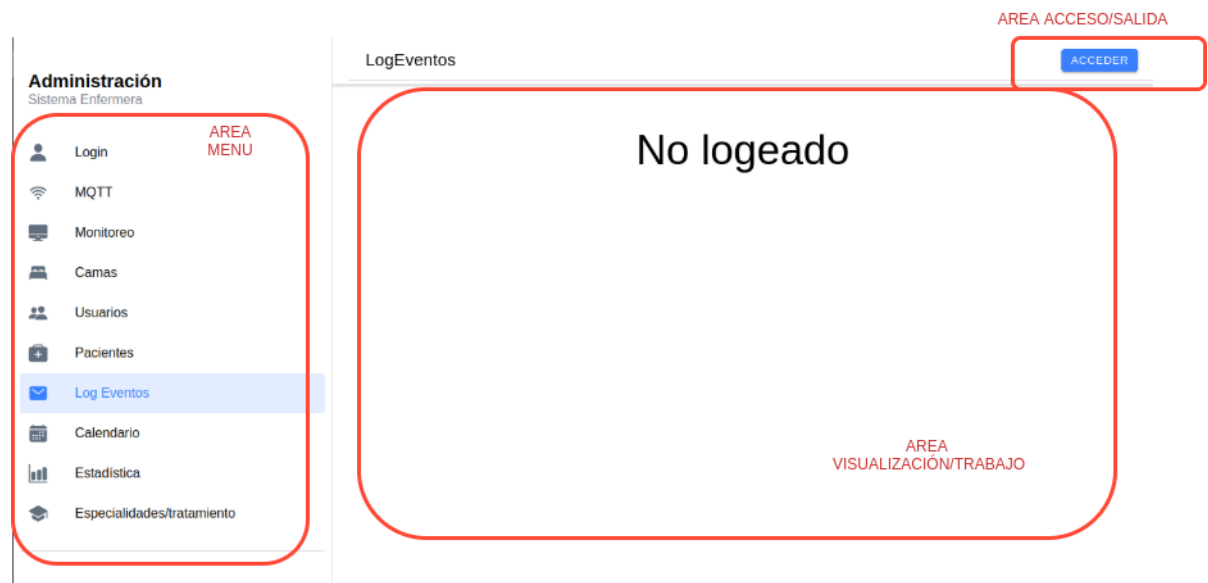 AREA ACCESO/SALIDA
LogEventos
ACCEDER
Administración
Sistema Enfermera
AREA
MENU
Login
MQTT
Monitoreo
Camas
Usuarios
Pacientes
Log Eventos
Calendario
Estadística
Especialidades/tratamiento
No logeado
AREA
VISUALIZACIÓN/TRABAJO